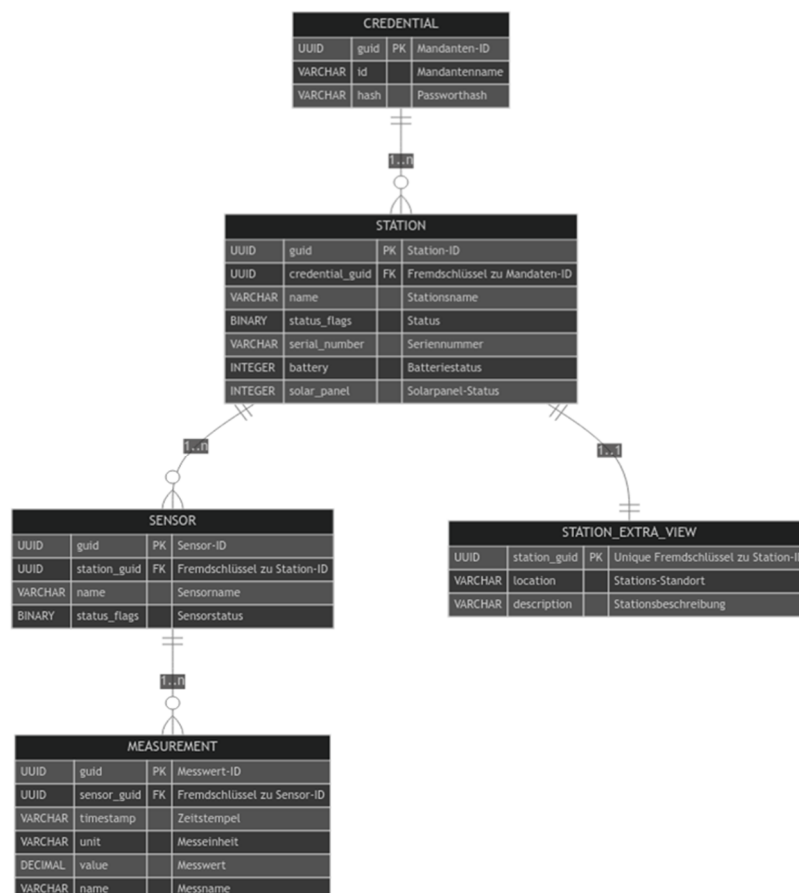 CREDENTIAL
UUID guid PK Mandanten-ID
VARCHAR id Mandantenname
VARCHAR hash Passworthash
1..n
STATION
UUID guid PK Station-ID
UUID credential_guid FK Fremdschlüssel zu Mandaten-ID
VARCHAR name Stationsname
BINARY status_flags Status
VARCHAR serial_number Seriennummer
INTEGER battery Batteriestatus
INTEGER solar_panel Solarpanel-Status
1..n
1..1
SENSOR
UUID guid PK Sensor-ID
UUID station_guid FK Fremdschlüssel zu Station-ID
VARCHAR name Sensorname
BINARY status_flags Sensorstatus
STATION_EXTRA_VIEW
UUID station_guid PK Unique Fremdschlüssel zu Station-I
VARCHAR location Stations-Standort
VARCHAR description Stationsbeschreibung
1..n
MEASUREMENT
UUID guid PK Messwert-ID
UUID sensor_guid FK Fremdschlüssel zu Sensor-ID
VARCHAR timestamp Zeitstempel
VARCHAR unit Messeinheit
DECIMAL value Messwert
VARCHAR name Messname